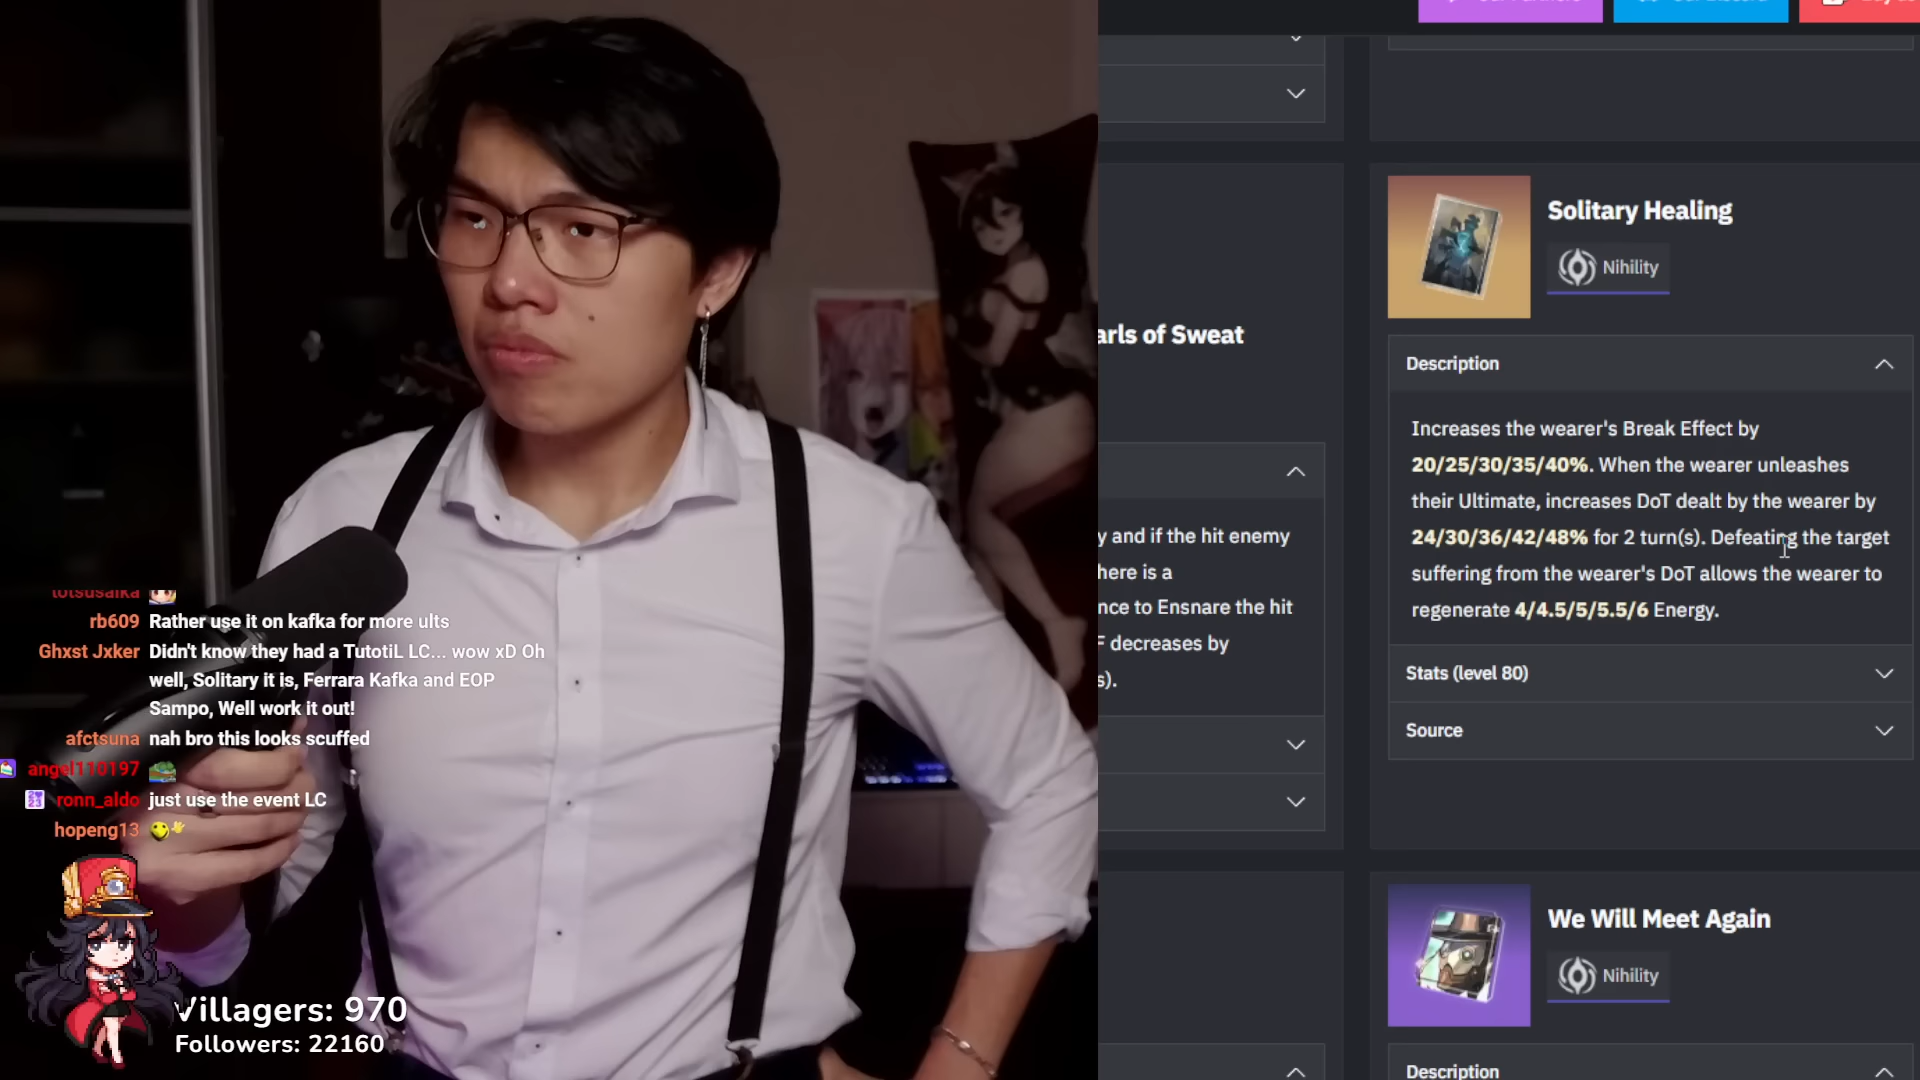 totsusaika
rb609 Rather use it on kafka for more ults
Ghxst Jxker Didn't know they had a TutotiL LC... wow xD Oh
well, Solitary it is, Ferrara Kafka and EOP
Sampo, Well work it out!
afctsuna nah bro this looks scuffed
angel110197
ronn_aldo just use the event LC
hopeng13
Villagers: 970
Followers: 22160
arls of Sweat
y and if the hit enemy
here is a
nce to Ensnare the hit
F decreases by
s).
Solitary Healing
Nihility
Description
Increases the wearer's Break Effect by
20/25/30/35/40%. When the wearer unleashes
their Ultimate, increases DoT dealt by the wearer by
24/30/36/42/48% for 2 turn(s). Defeating the target
suffering from the wearer's DoT allows the wearer to
regenerate 4/4.5/5/5.5/6 Energy.
Stats (level 80)
Source
We Will Meet Again
Nihility
Description